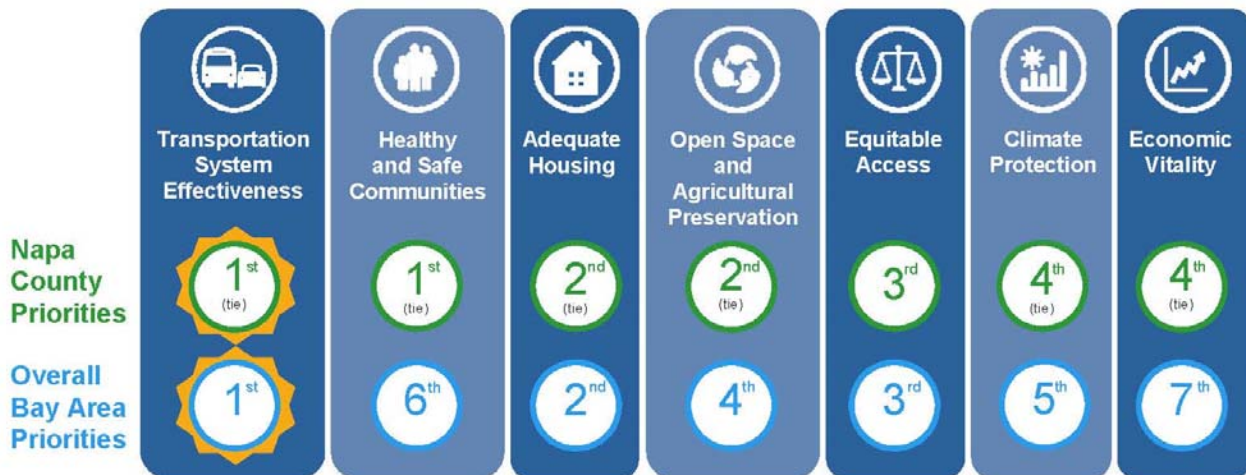 Transportation
System
Effectiveness
Healthy
and Safe
Communities
Adequate
Housing
Open Space
and
Agricultural
Preservation
Equitable
Access
Climate
Protection
Economic
Vitality
Napa
County
Priorities
1st
(tie)
1st
(tie)
2nd
(tie)
2nd
(tie)
3rd
4th
(tie)
4th
(tie)
Overall
Bay Area
Priorities
1st
6th
2nd
4th
3rd
5th
7th